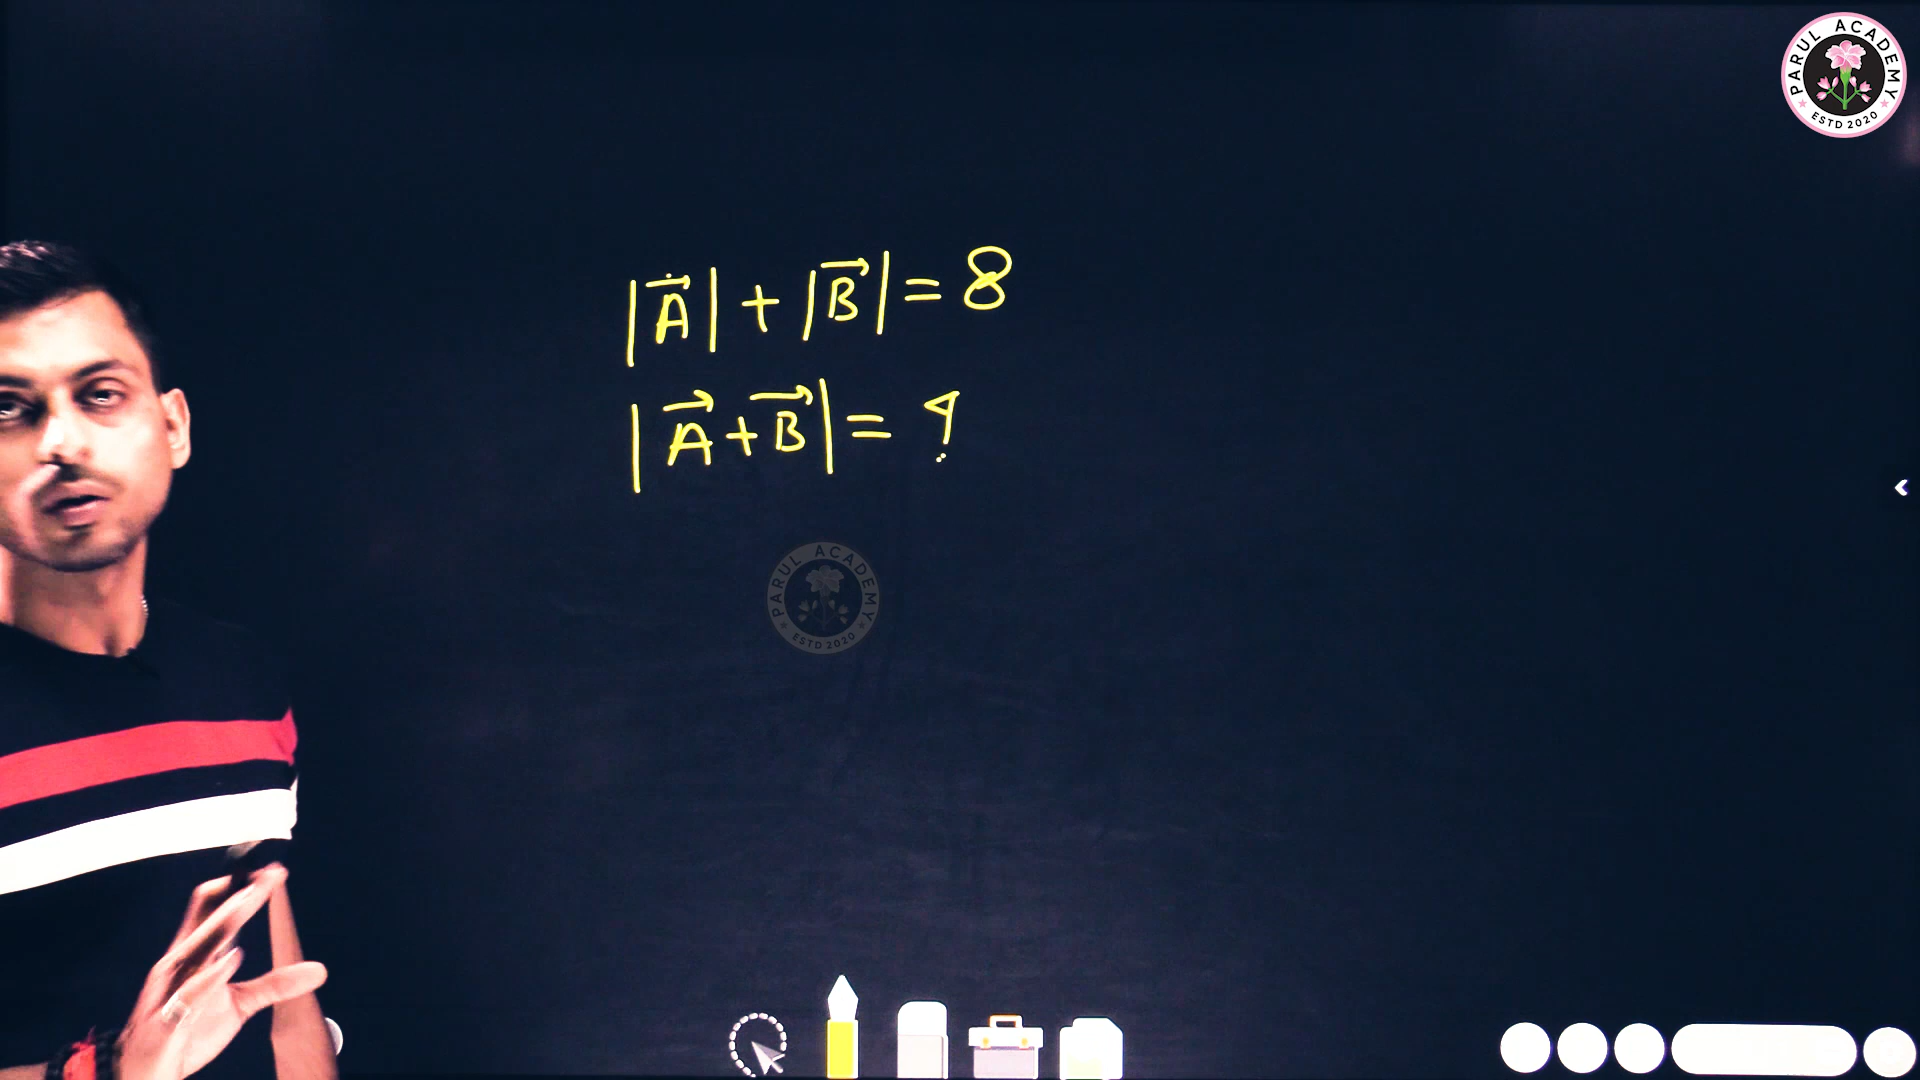 PARUL ACADEMY
ESTD 2020
|A⃗| + |B⃗| = 8
|A⃗ + B⃗| = ?
PARUL ACADEMY
ESTD 2020